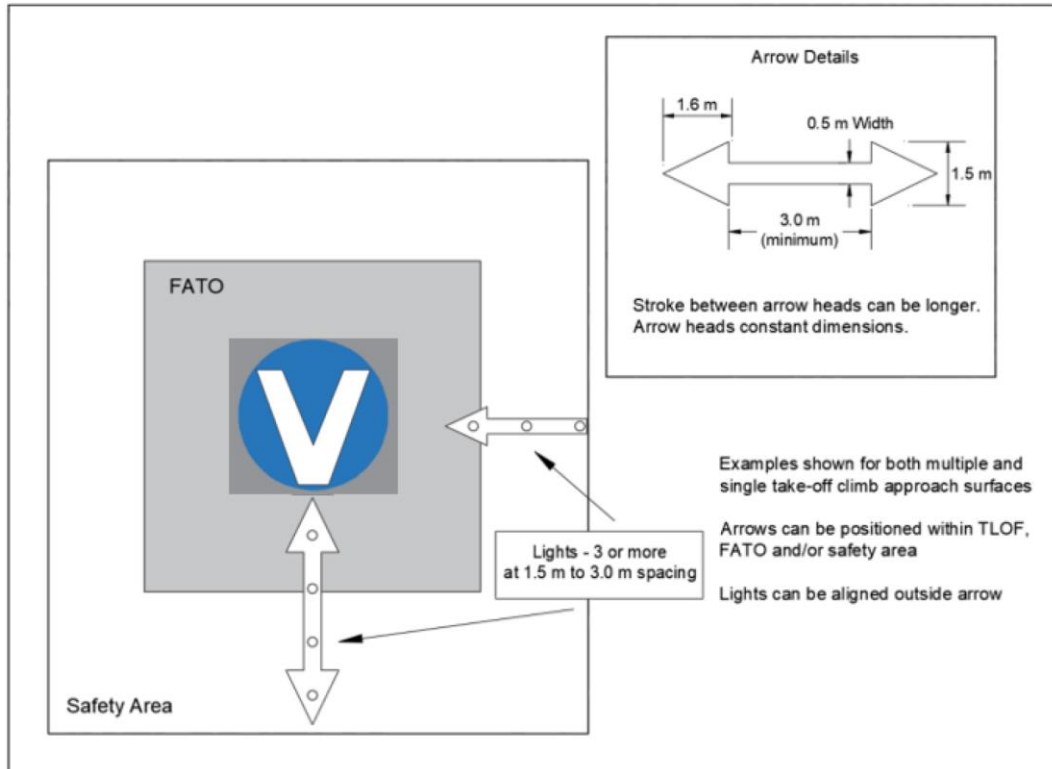 Arrow Details
1.6 m
0.5 m Width
1.5 m
3.0 m
(minimum)
Stroke between arrow heads can be longer.
Arrow heads constant dimensions.
FATO
V
Examples shown for both multiple and
single take-off climb approach surfaces
Arrows can be positioned within TLOF,
FATO and/or safety area
Lights can be aligned outside arrow
Lights - 3 or more
at 1.5 m to 3.0 m spacing
Safety Area